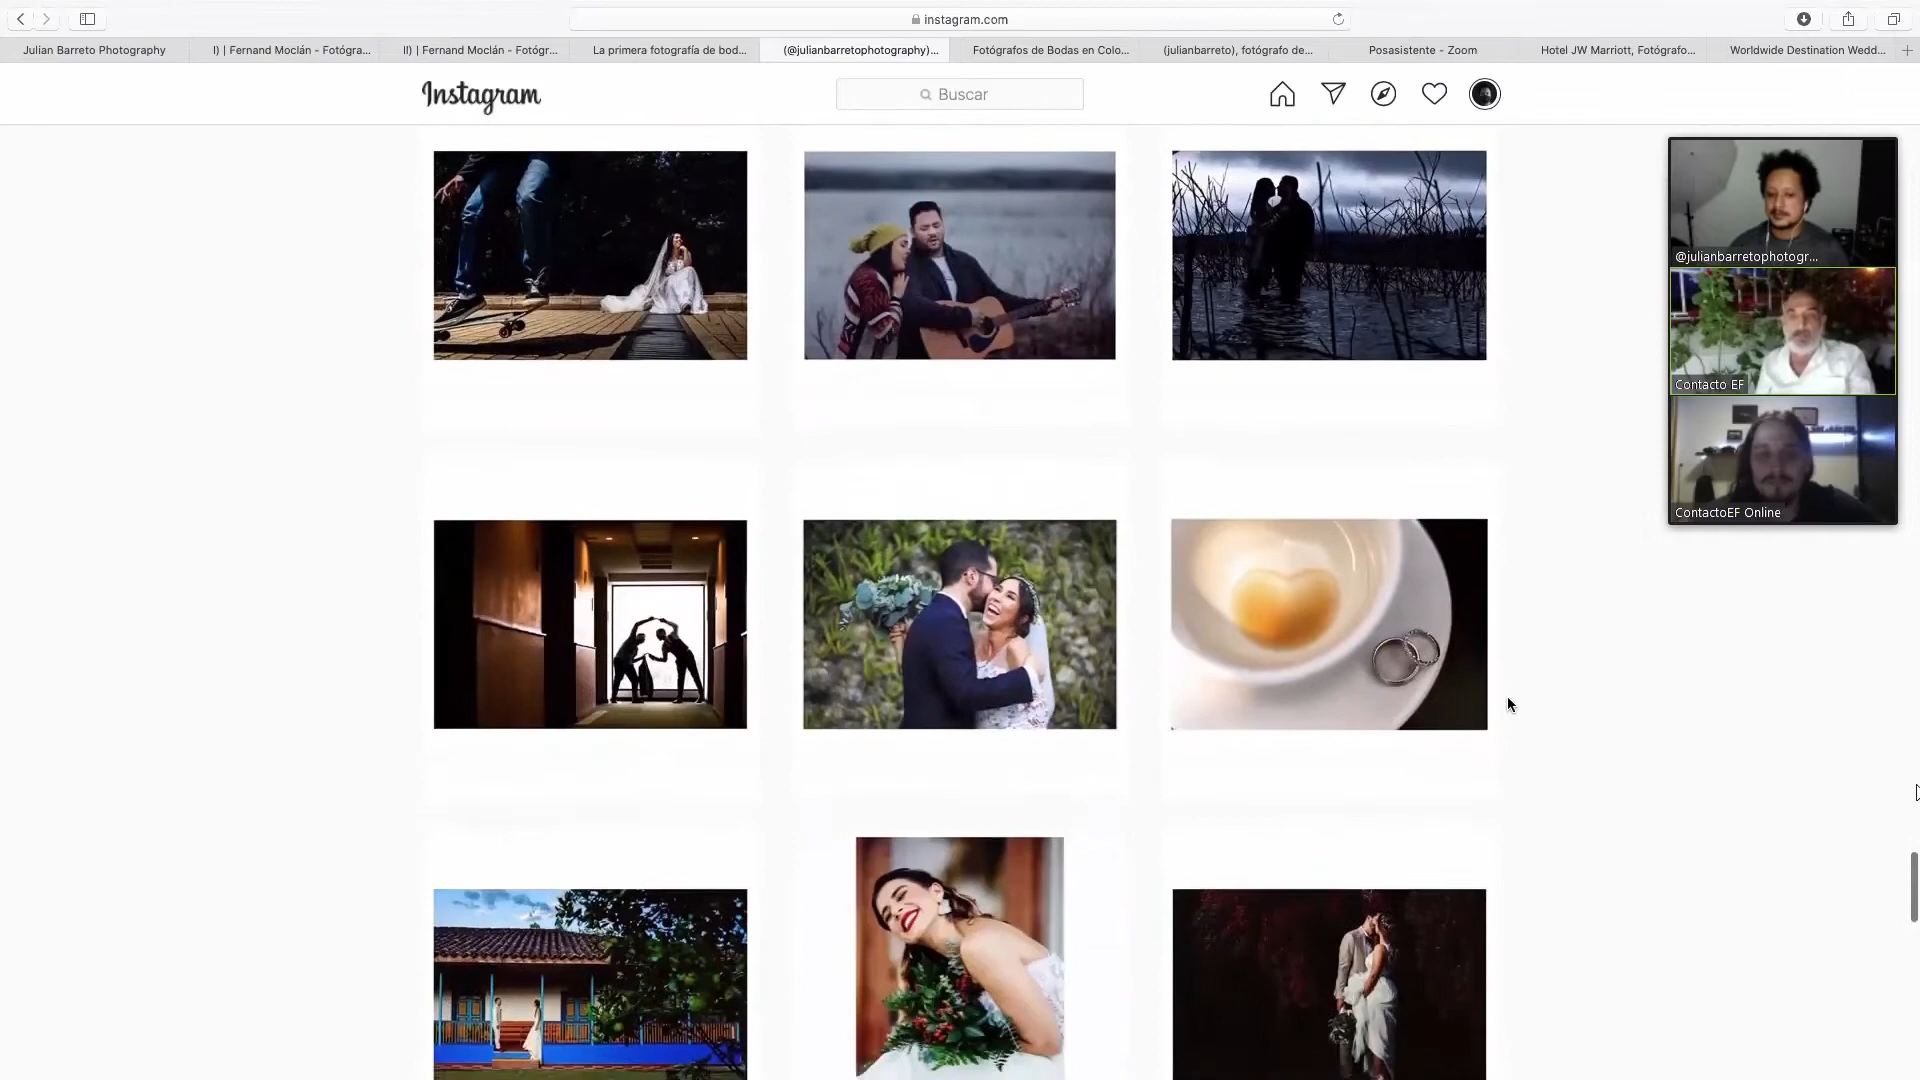 instagram.com
Julian Barreto Photography
I) | Fernand Moclán - Fotógra...
II) | Fernand Moclán - Fotógr...
La primera fotografía de bod...
(@julianbarretophotography)...
Fotógrafos de Bodas en Colo...
(julianbarreto), fotógrafo de...
Posasistente - Zoom
Hotel JW Marriott, Fotógrafo...
Worldwide Destination Wedd...
Instagram
Buscar
@julianbarretophotogr...
Contacto EF
ContactoEF Online